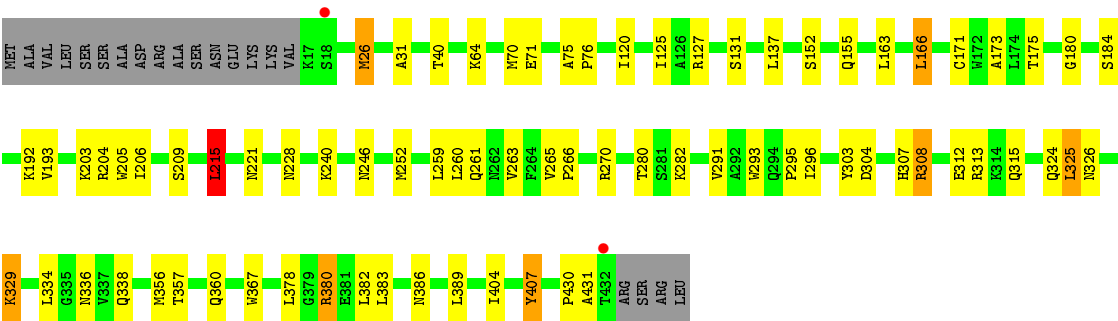 MET ALA VAL LEU SER SER ALA ASP ARG ALA SER ASN GLU LYS LYS VAL K17 S18 M26 A31 T40 K64 M70 E71 A75 P76 I120 I125 A126 R127 S131 L137 S152 Q155 L163 L166 C171 W172 A173 L174 T175 G180 S184
K192 V193 K203 R204 W205 I206 S209 L215 N221 N228 K240 N246 M252 L259 L260 Q261 N262 V263 F264 V265 P266 R270 T280 S281 K282 V291 A292 W293 Q294 P295 I296 Y303 D304 H307 R308 E312 R313 K314 Q315 Q324 L325 N326
K329 L334 G335 N336 V337 Q338 M356 T357 Q360 W367 L378 G379 R380 E381 L382 L383 N386 L389 I404 Y407 P430 A431 T432 ARG SER ARG LEU